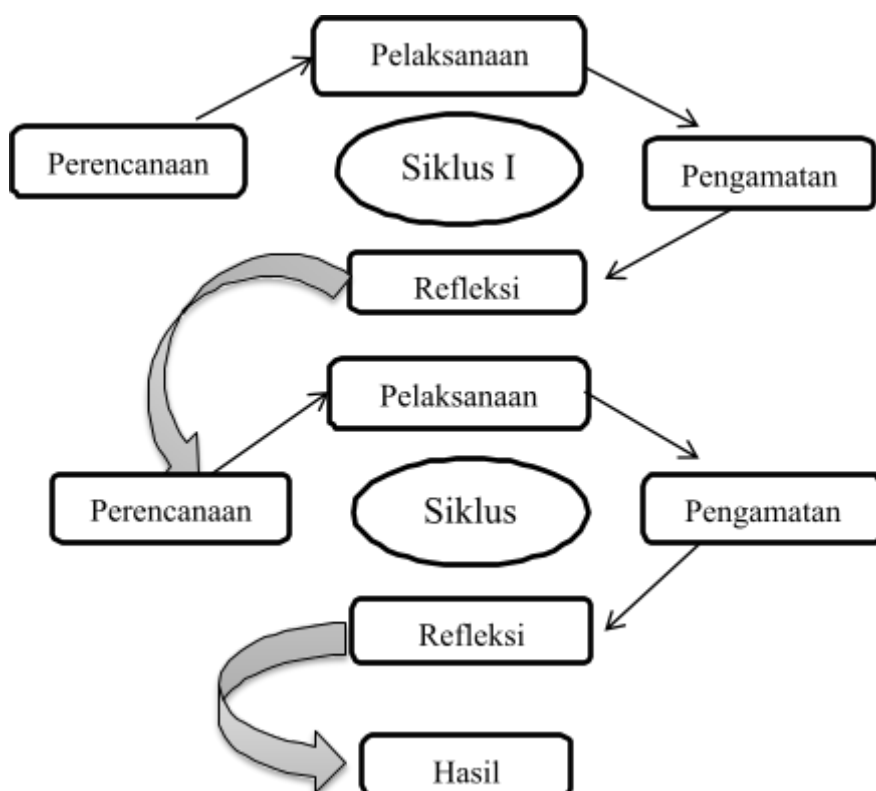 Pelaksanaan
Perencanaan
Siklus I
Pengamatan
Refleksi
Pelaksanaan
Perencanaan
Siklus
Pengamatan
Refleksi
Hasil